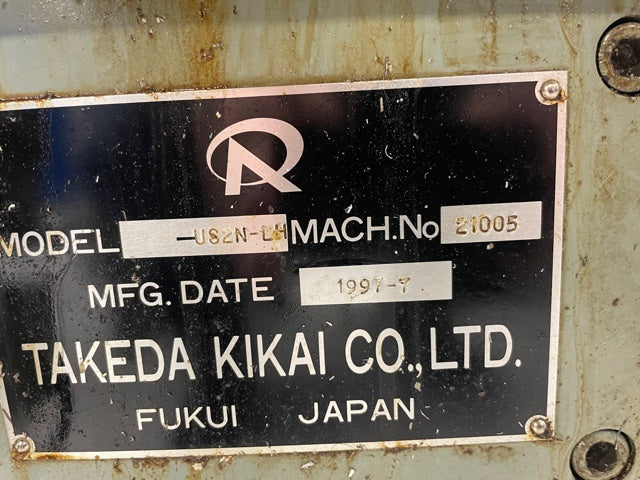 MODEL -US2N-LH MACH.No 21005
MFG. DATE 1997-7
TAKEDA KIKAI CO., LTD.
FUKUI JAPAN